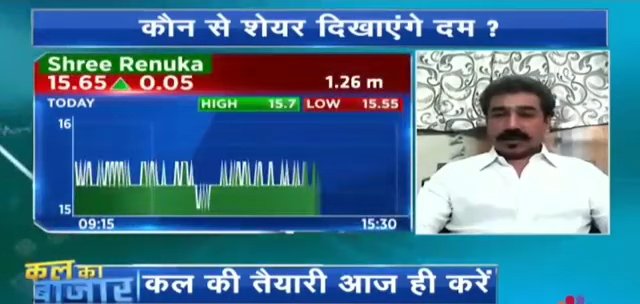 कौन से शेयर दिखाएंगे दम ?
Shree Renuka
15.65 ▲ 0.05 1.26 m
TODAY HIGH 15.7 LOW 15.55
16
15
09:15 15:30
कल का
बाजार
कल की तैयारी आज ही करें